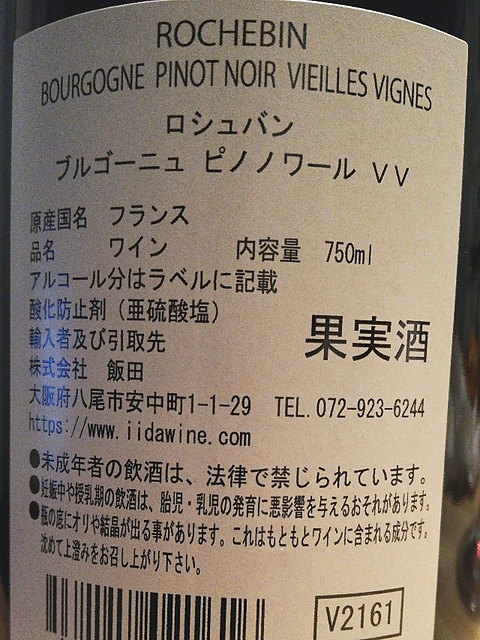 ROCHEBIN
BOURGOGNE PINOT NOIR VIEILLES VIGNES
ロシュバン
ブルゴーニュ ピノノワール VV
原産国名 フランス
品名 ワイン 内容量 750ml
アルコール分はラベルに記載
酸化防止剤（亜硫酸塩）
輸入者及び引取先
果実酒
株式会社 飯田
大阪府八尾市安中町1-1-29 TEL.072-923-6244
https://www.iidawine.com
●未成年者の飲酒は、法律で禁じられています。
●妊娠中や授乳期の飲酒は、胎児・乳児の発育に悪影響を与えるおそれがあります。
●瓶の底にオリや結晶が出る事があります。これはもともとワインに含まれる成分です。
沈めて上澄みをお召し上がり下さい。
V2161